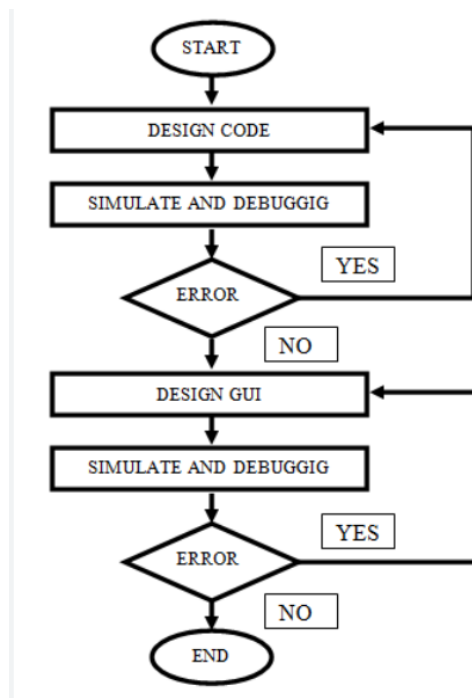 START
DESIGN CODE
SIMULATE AND DEBUGGIG
YES
ERROR
NO
DESIGN GUI
SIMULATE AND DEBUGGIG
YES
ERROR
NO
END